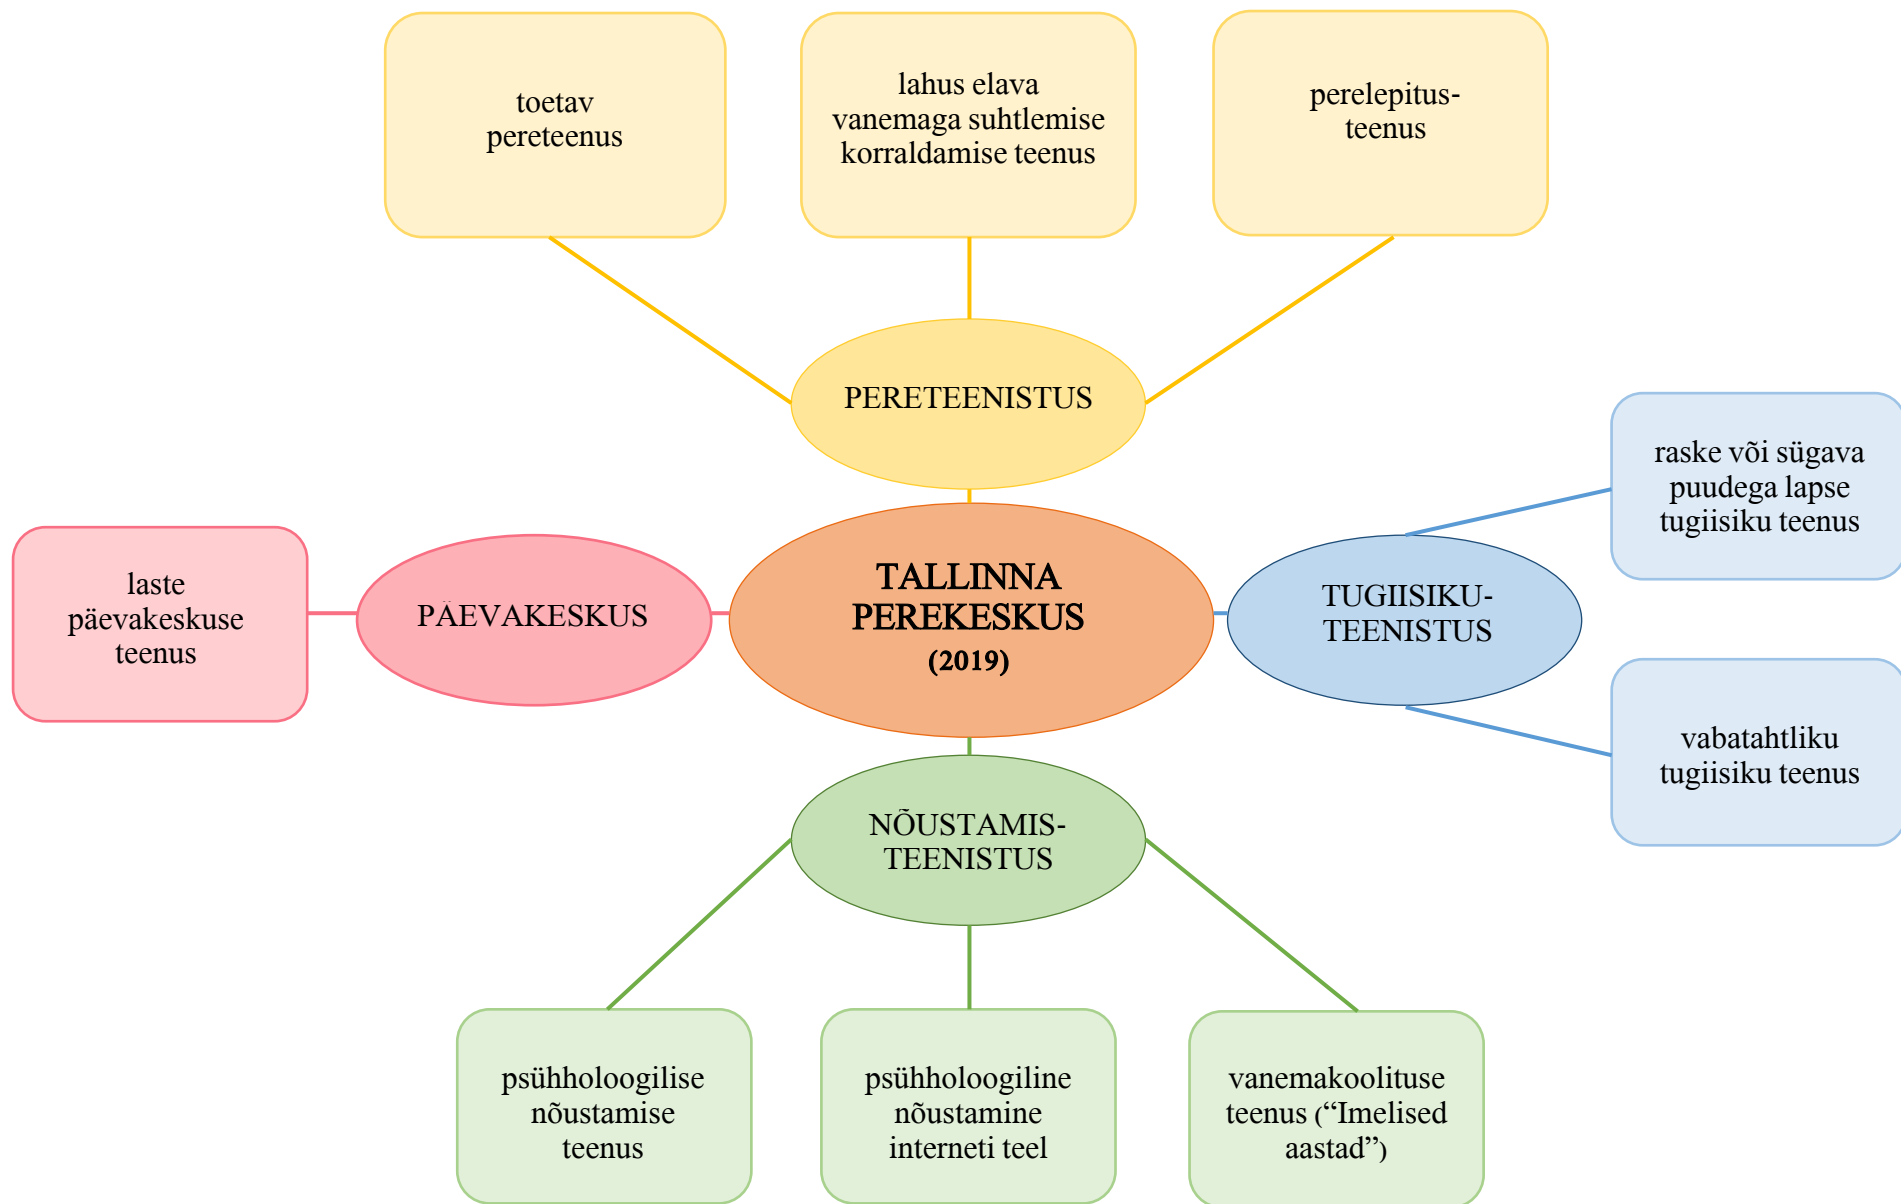 toetav
pereteenus
lahus elava
vanemaga suhtlemise
korraldamise teenus
perelepitus-
teenus
PERETEENISTUS
raske või sügava
puudega lapse
tugiisiku teenus
laste
päevakeskuse
teenus
PÄEVAKESKUS
TALLINNA
PEREKESKUS
(2019)
TUGIISIKU-
TEENISTUS
vabatahtliku
tugiisiku teenus
NÕUSTAMIS-
TEENISTUS
psühholoogilise
nõustamise
teenus
psühholoogiline
nõustamine
interneti teel
vanemakoolituse
teenus (“Imelised
aastad”)